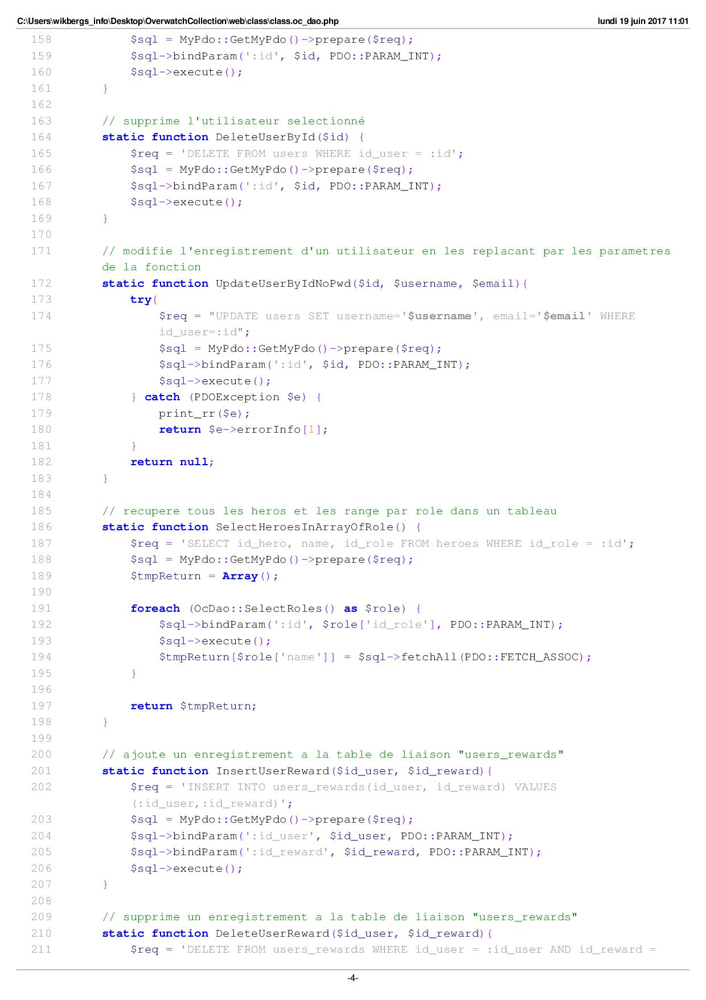 C:\Users\wikbergs_info\Desktop\OverwatchCollection\web\class\class.oc_dao.php lundi 19 juin 2017 11:01
158 $sql = MyPdo::GetMyPdo()->prepare($req);
159 $sql->bindParam(':id', $id, PDO::PARAM_INT);
160 $sql->execute();
161 }
162
163 // supprime l'utilisateur selectionné
164 static function DeleteUserById($id) {
165 $req = 'DELETE FROM users WHERE id_user = :id';
166 $sql = MyPdo::GetMyPdo()->prepare($req);
167 $sql->bindParam(':id', $id, PDO::PARAM_INT);
168 $sql->execute();
169 }
170
171 // modifie l'enregistrement d'un utilisateur en les replacant par les parametres
de la fonction
172 static function UpdateUserByIdNoPwd($id, $username, $email){
173 try{
174 $req = "UPDATE users SET username='$username', email='$email' WHERE
id_user=:id";
175 $sql = MyPdo::GetMyPdo()->prepare($req);
176 $sql->bindParam(':id', $id, PDO::PARAM_INT);
177 $sql->execute();
178 } catch (PDOException $e) {
179 print_rr($e);
180 return $e->errorInfo[1];
181 }
182 return null;
183 }
184
185 // recupere tous les heros et les range par role dans un tableau
186 static function SelectHeroesInArrayOfRole() {
187 $req = 'SELECT id_hero, name, id_role FROM heroes WHERE id_role = :id';
188 $sql = MyPdo::GetMyPdo()->prepare($req);
189 $tmpReturn = Array();
190
191 foreach (OcDao::SelectRoles() as $role) {
192 $sql->bindParam(':id', $role['id_role'], PDO::PARAM_INT);
193 $sql->execute();
194 $tmpReturn[$role['name']] = $sql->fetchAll(PDO::FETCH_ASSOC);
195 }
196
197 return $tmpReturn;
198 }
199
200 // ajoute un enregistrement a la table de liaison "users_rewards"
201 static function InsertUserReward($id_user, $id_reward){
202 $req = 'INSERT INTO users_rewards(id_user, id_reward) VALUES
(:id_user,:id_reward)';
203 $sql = MyPdo::GetMyPdo()->prepare($req);
204 $sql->bindParam(':id_user', $id_user, PDO::PARAM_INT);
205 $sql->bindParam(':id_reward', $id_reward, PDO::PARAM_INT);
206 $sql->execute();
207 }
208
209 // supprime un enregistrement a la table de liaison "users_rewards"
210 static function DeleteUserReward($id_user, $id_reward){
211 $req = 'DELETE FROM users_rewards WHERE id_user = :id_user AND id_reward =
-4-